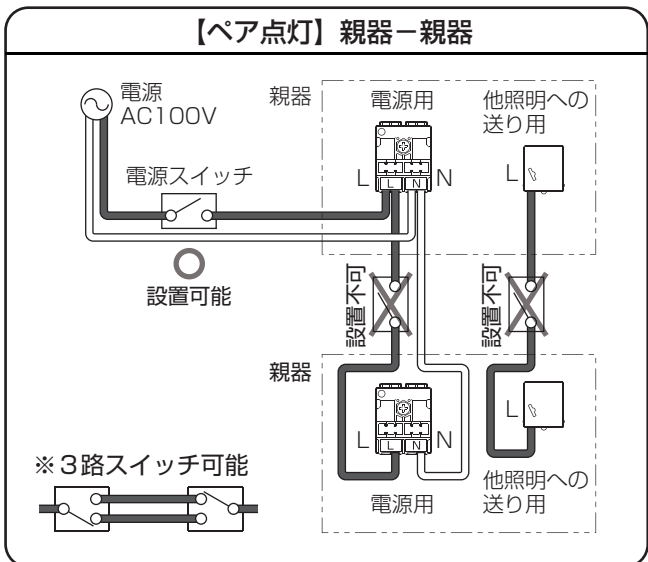 【ペア点灯】親器－親器
電源
AC100V
親器
電源用
他照明への
送り用
電源スイッチ
L
L
N
N
L
設置可能
設置不可
設置不可
親器
L
L
N
N
L
※３路スイッチ可能
電源用
他照明への
送り用